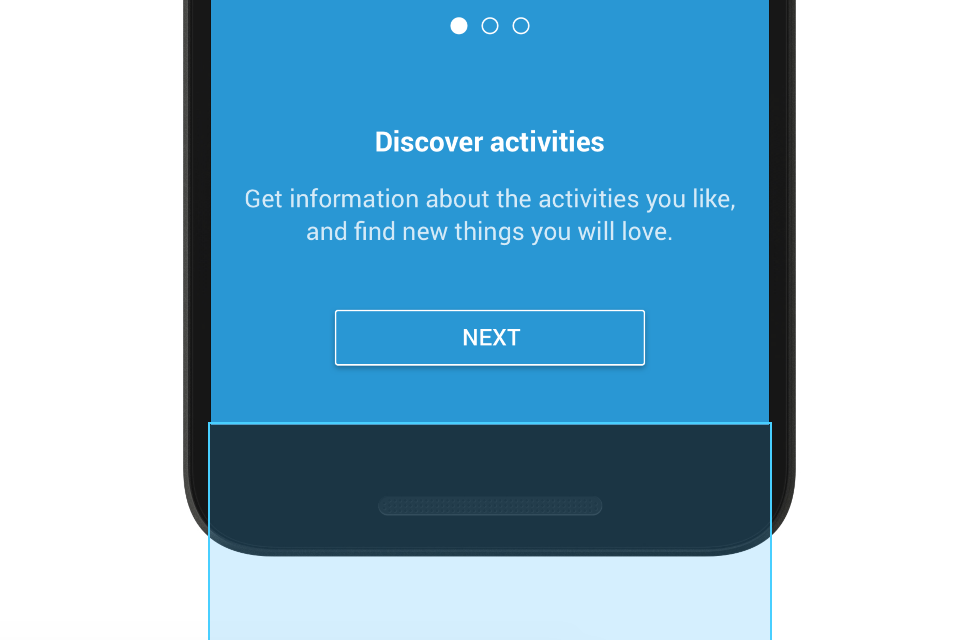 Discover activities
Get information about the activities you like,
and find new things you will love.
NEXT